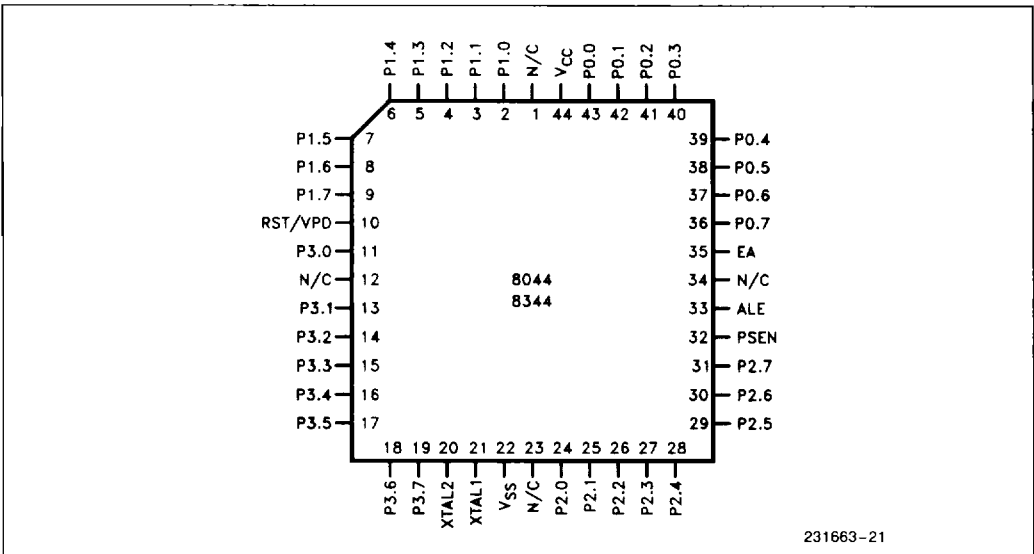 P1.4 P1.3 P1.2 P1.1 P1.0 N/C VCC P0.0 P0.1 P0.2 P0.3
6 5 4 3 2 1 44 43 42 41 40
P1.5 7 39 P0.4
P1.6 8 38 P0.5
P1.7 9 37 P0.6
RST/VPD 10 36 P0.7
P3.0 11 35 EA
N/C 12 8044 34 N/C
8344
P3.1 13 33 ALE
P3.2 14 32 PSEN
P3.3 15 31 P2.7
P3.4 16 30 P2.6
P3.5 17 29 P2.5
18 19 20 21 22 23 24 25 26 27 28
P3.6 P3.7 XTAL2 XTAL1 VSS N/C P2.0 P2.1 P2.2 P2.3 P2.4
231663-21